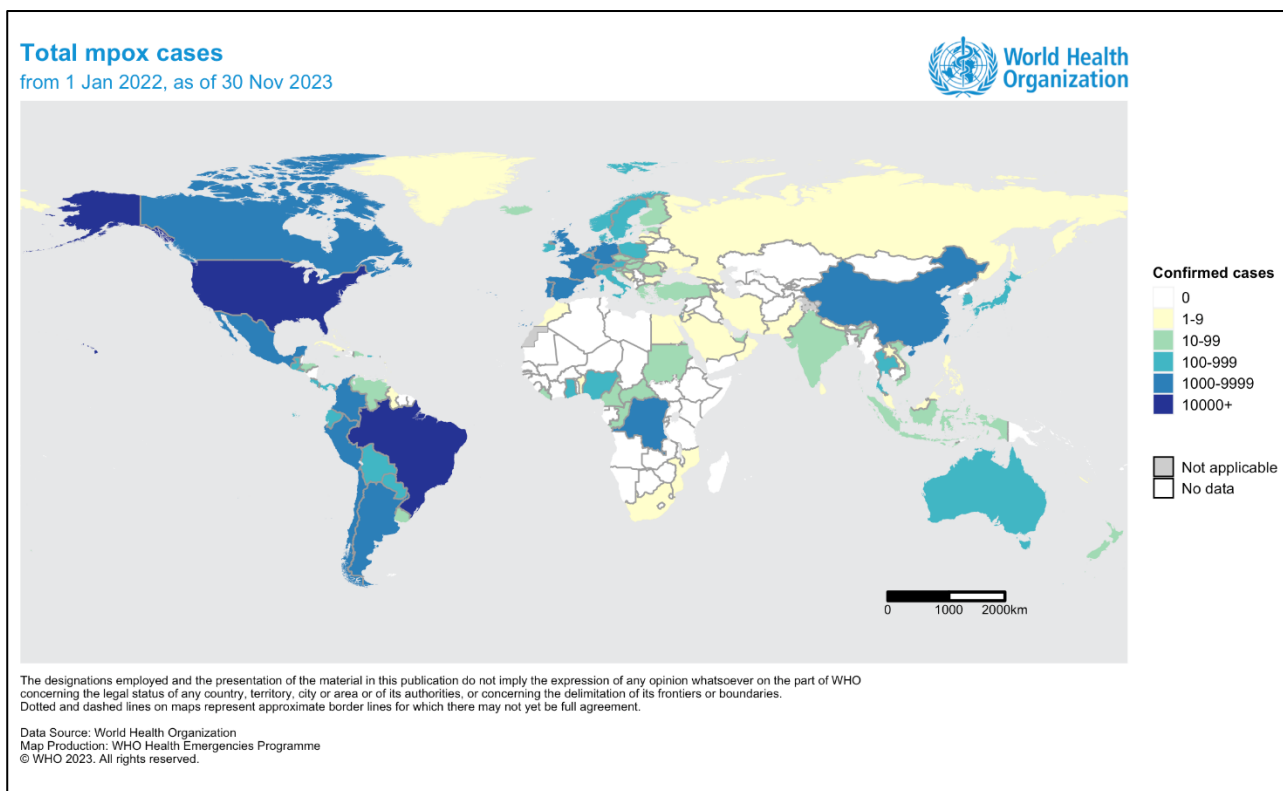 Total mpox cases
from 1 Jan 2022, as of 30 Nov 2023
World Health
Organization
Confirmed cases
0
1-9
10-99
100-999
1000-9999
10000+
Not applicable
No data
0 1000 2000km
The designations employed and the presentation of the material in this publication do not imply the expression of any opinion whatsoever on the part of WHO
concerning the legal status of any country, territory, city or area or of its authorities, or concerning the delimitation of its frontiers or boundaries.
Dotted and dashed lines on maps represent approximate border lines for which there may not yet be full agreement.
Data Source: World Health Organization
Map Production: WHO Health Emergencies Programme
© WHO 2023. All rights reserved.